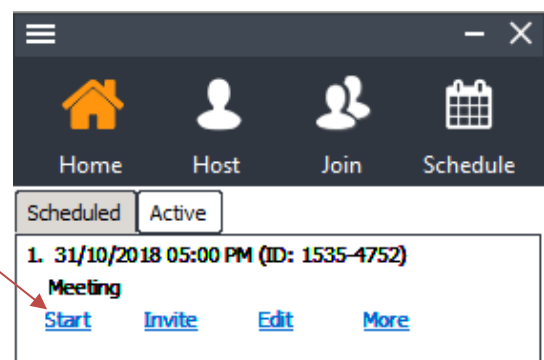 Home Host Join Schedule
Scheduled Active
1. 31/10/2018 05:00 PM (ID: 1535-4752)
Meeting
Start Invite Edit More